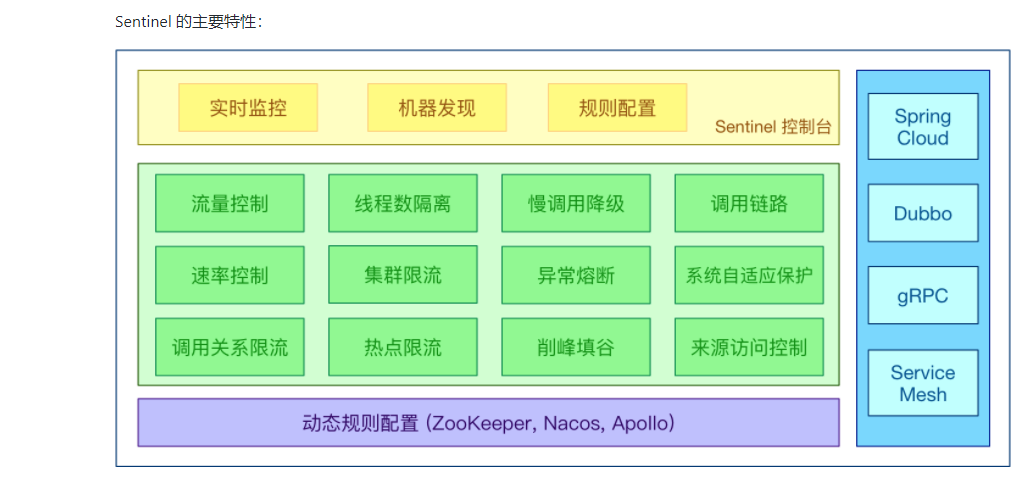 Sentinel 的主要特性：
实时监控
机器发现
规则配置
Sentinel 控制台
流量控制
线程数隔离
慢调用降级
调用链路
速率控制
集群限流
异常熔断
系统自适应保护
调用关系限流
热点限流
削峰填谷
来源访问控制
动态规则配置 (ZooKeeper, Nacos, Apollo)
Spring
Cloud
Dubbo
gRPC
Service
Mesh